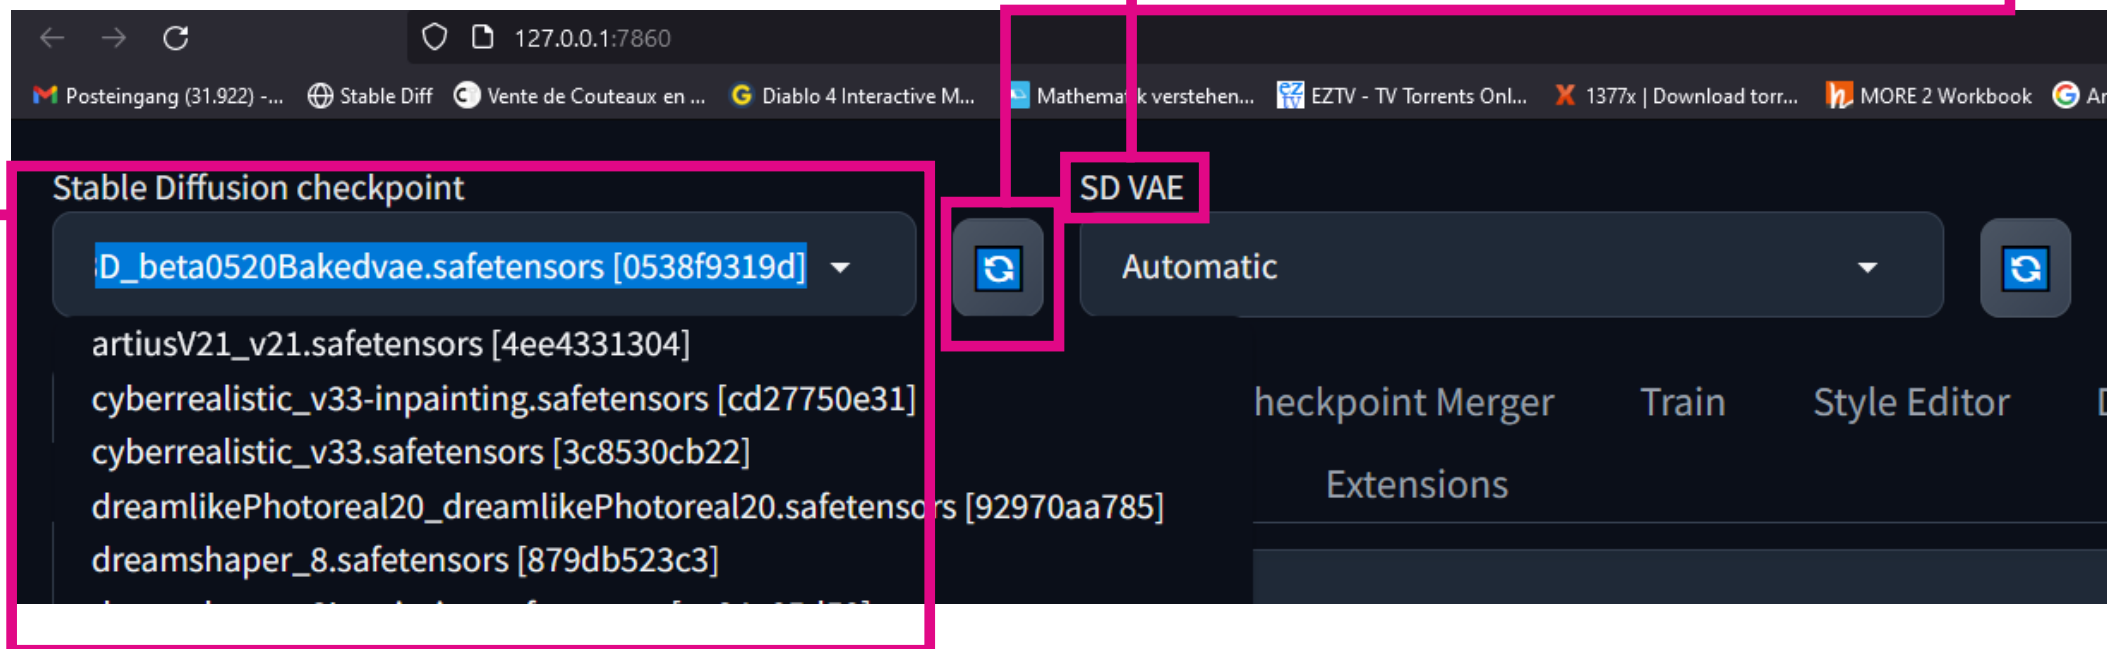 127.0.0.1:7860
Posteingang (31.922) -... Stable Diff Vente de Couteaux en ... Diablo 4 Interactive M... Mathematik verstehen... EZTV - TV Torrents Onl... 1377x | Download torr... MORE 2 Workbook
Stable Diffusion checkpoint
SD VAE
D_beta0520Bakedvae.safetensors [0538f9319d]
Automatic
artiusV21_v21.safetensors [4ee4331304]
cyberrealistic_v33-inpainting.safetensors [cd27750e31]
cyberrealistic_v33.safetensors [3c8530cb22]
dreamlikePhotoreal20_dreamlikePhotoreal20.safetensors [92970aa785]
dreamshaper_8.safetensors [879db523c3]
heckpoint Merger Train Style Editor
Extensions